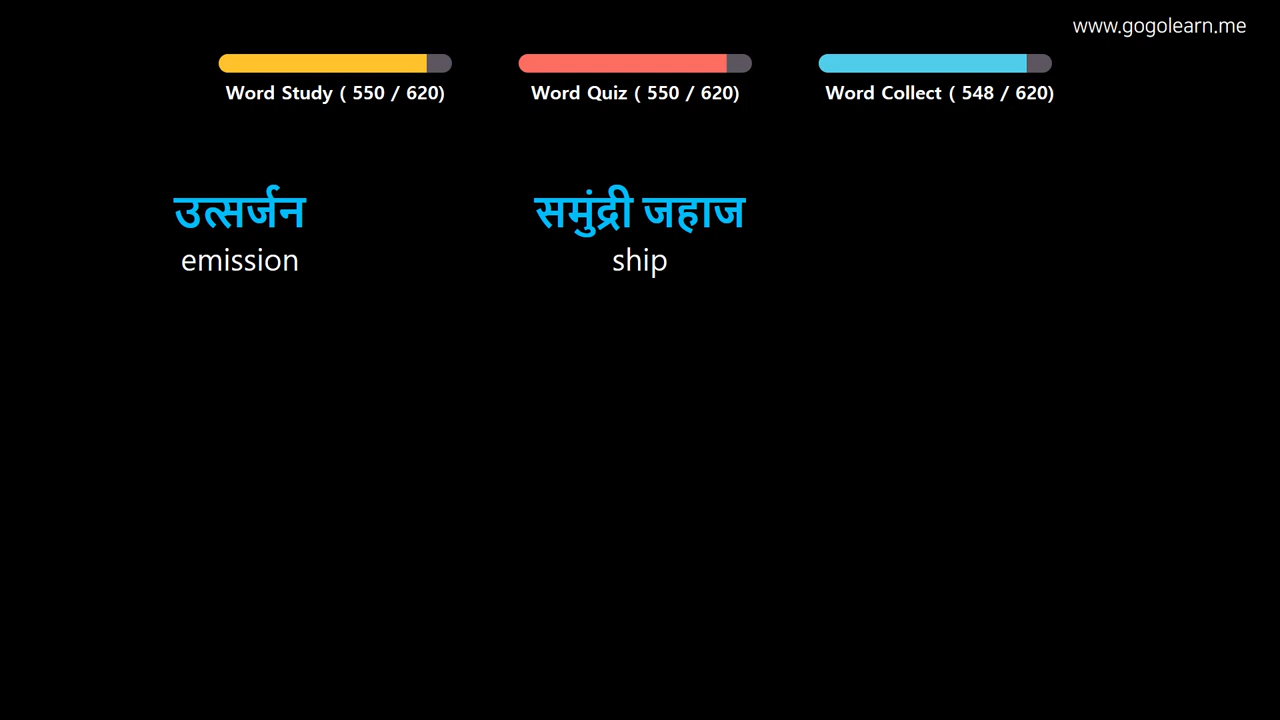 www.gogolearn.me
Word Study ( 550 / 620)
Word Quiz ( 550 / 620)
Word Collect ( 548 / 620)
उत्सर्जन
emission
समुंद्री जहाज
ship